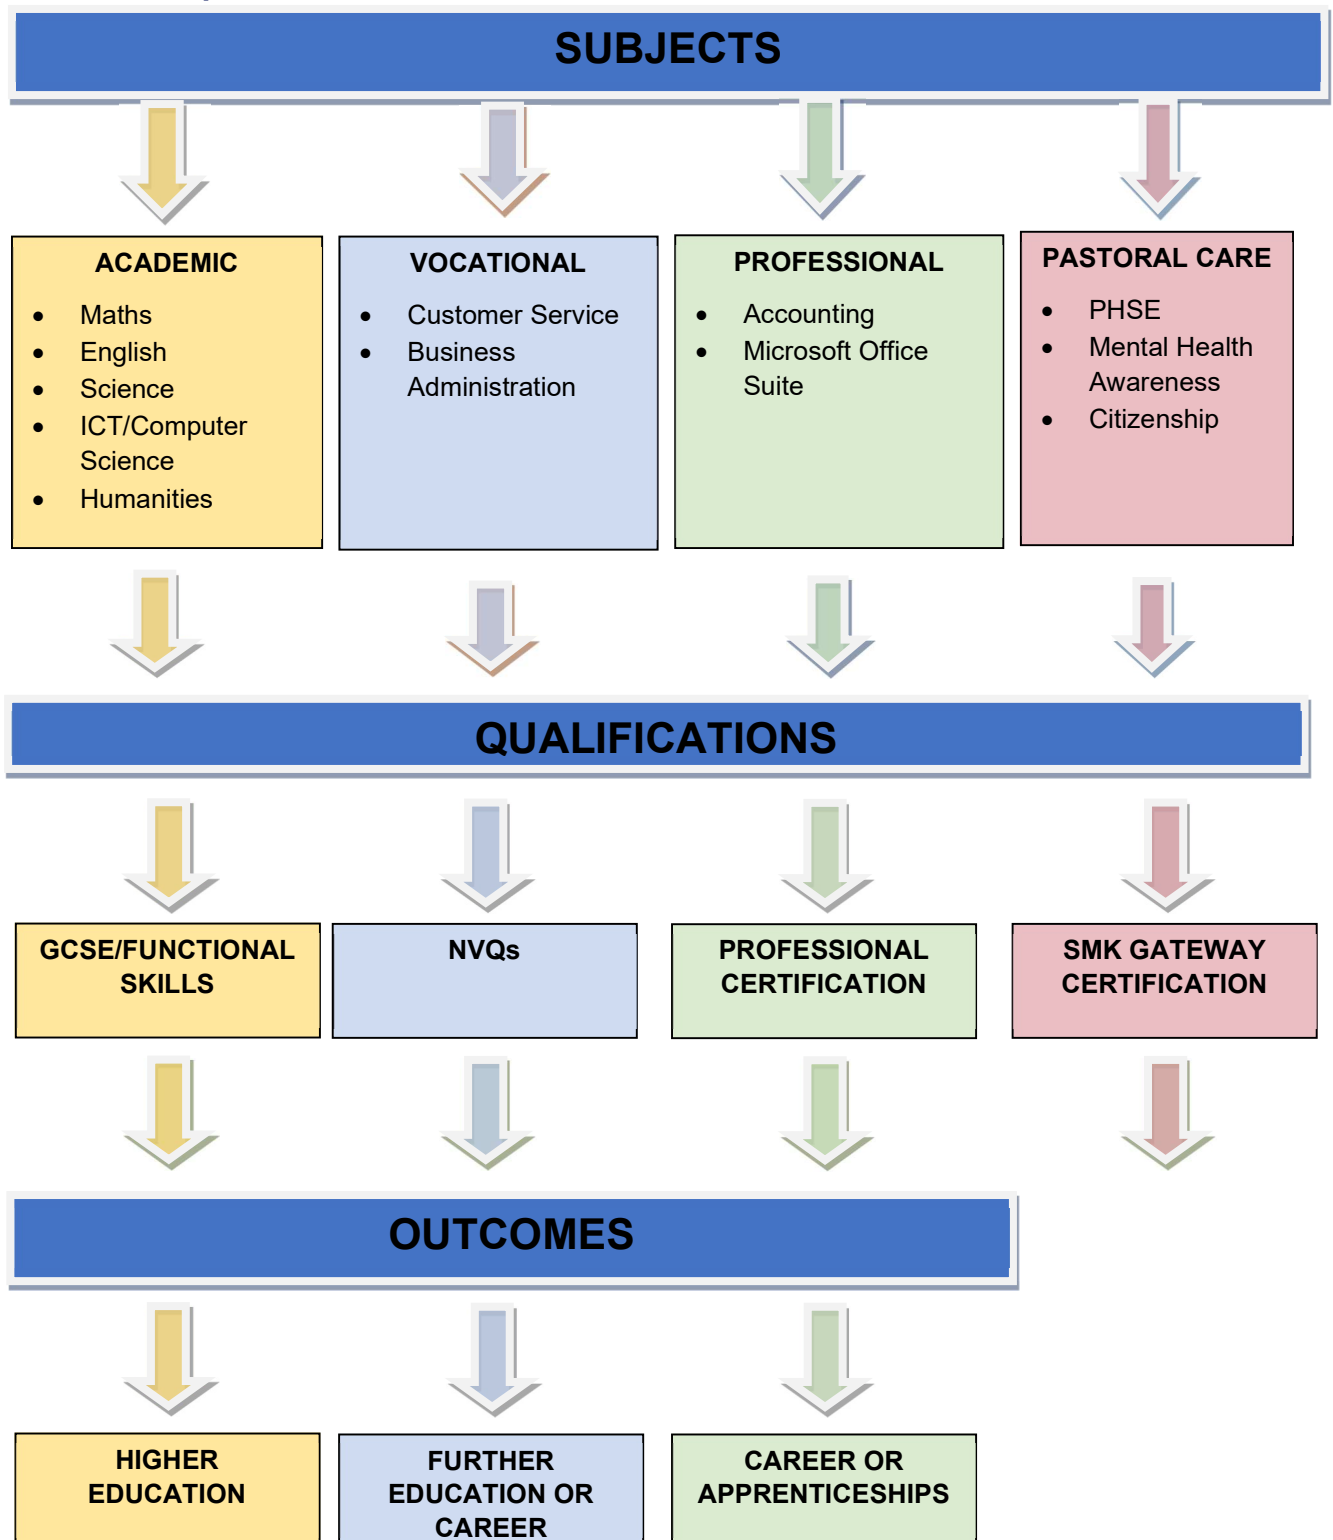 SUBJECTS
ACADEMIC
• Maths
• English
• Science
• ICT/Computer
Science
• Humanities
VOCATIONAL
• Customer Service
• Business
Administration
PROFESSIONAL
• Accounting
• Microsoft Office
Suite
PASTORAL CARE
• PHSE
• Mental Health
Awareness
• Citizenship
QUALIFICATIONS
GCSE/FUNCTIONAL
SKILLS
NVQs
PROFESSIONAL
CERTIFICATION
SMK GATEWAY
CERTIFICATION
OUTCOMES
HIGHER
EDUCATION
FURTHER
EDUCATION OR
CAREER
CAREER OR
APPRENTICESHIPS